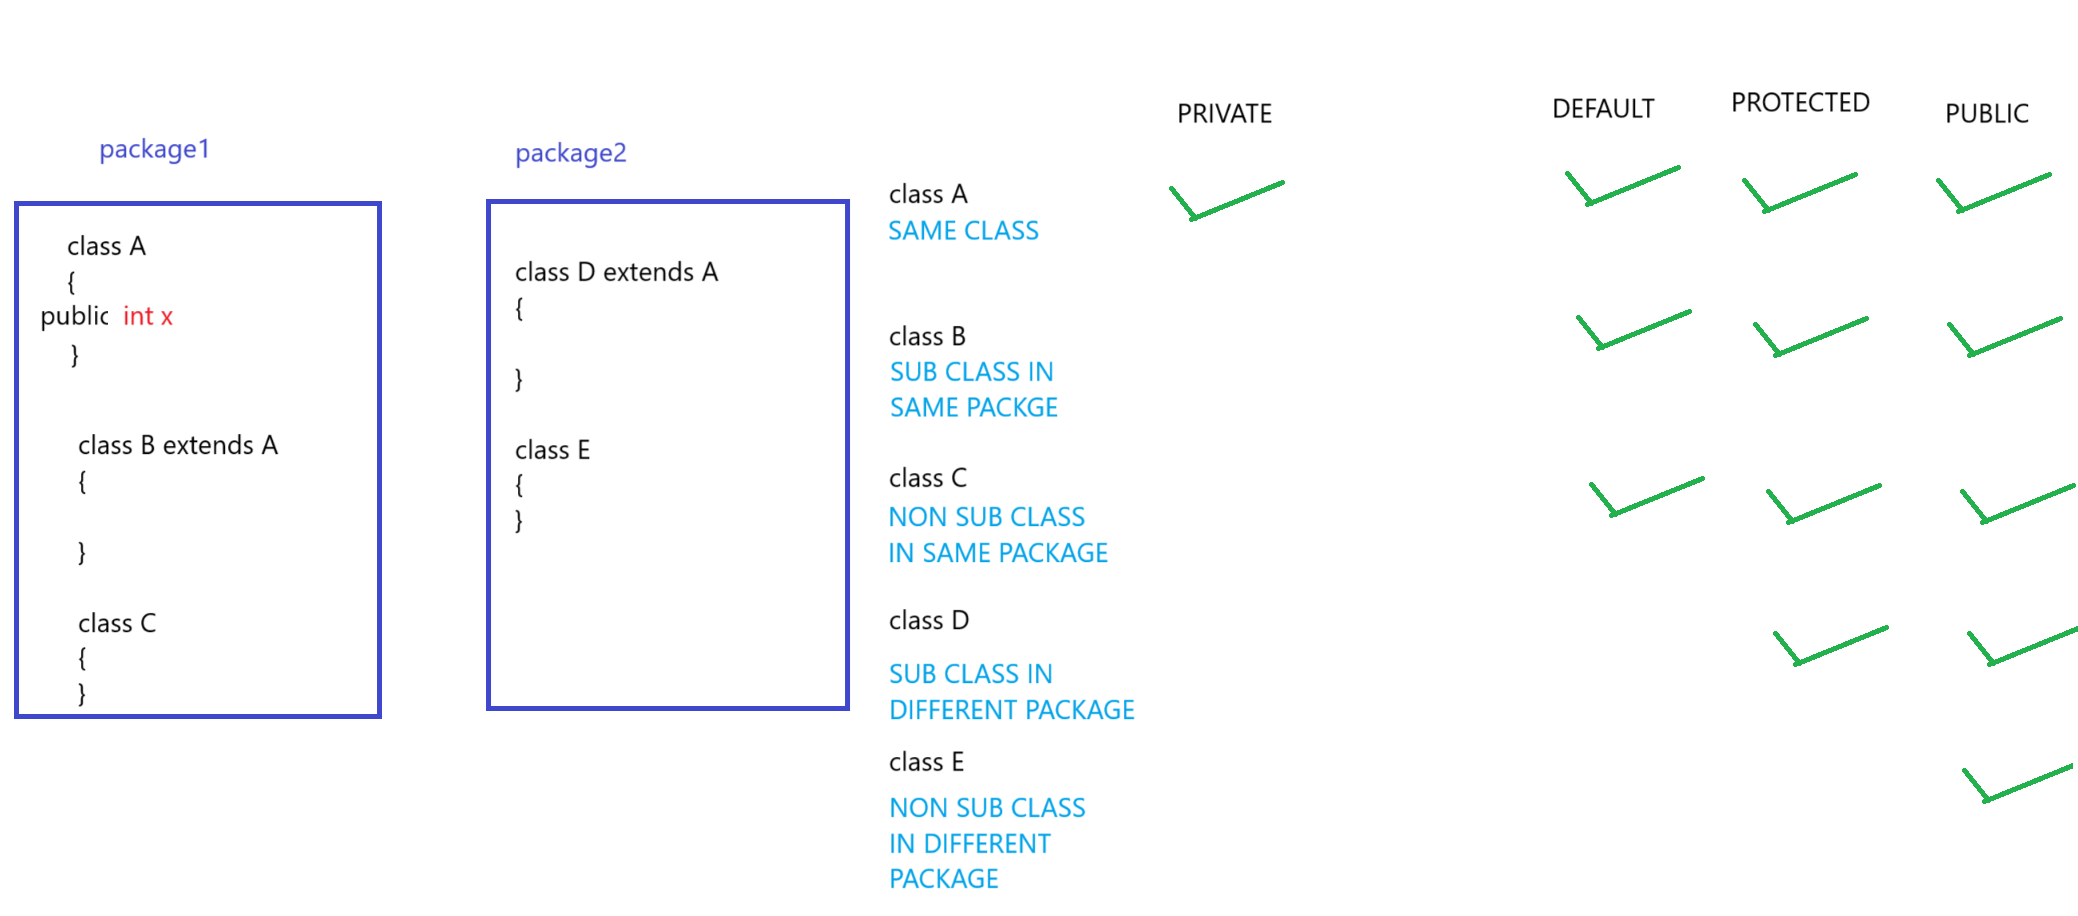 package1
class A
{
public int x
}
class B extends A
{
}
class C
{
}
package2
class D extends A
{
}
class E
{
}
PRIVATE DEFAULT PROTECTED PUBLIC
class A
SAME CLASS
class B
SUB CLASS IN
SAME PACKGE
class C
NON SUB CLASS
IN SAME PACKAGE
class D
SUB CLASS IN
DIFFERENT PACKAGE
class E
NON SUB CLASS
IN DIFFERENT
PACKAGE